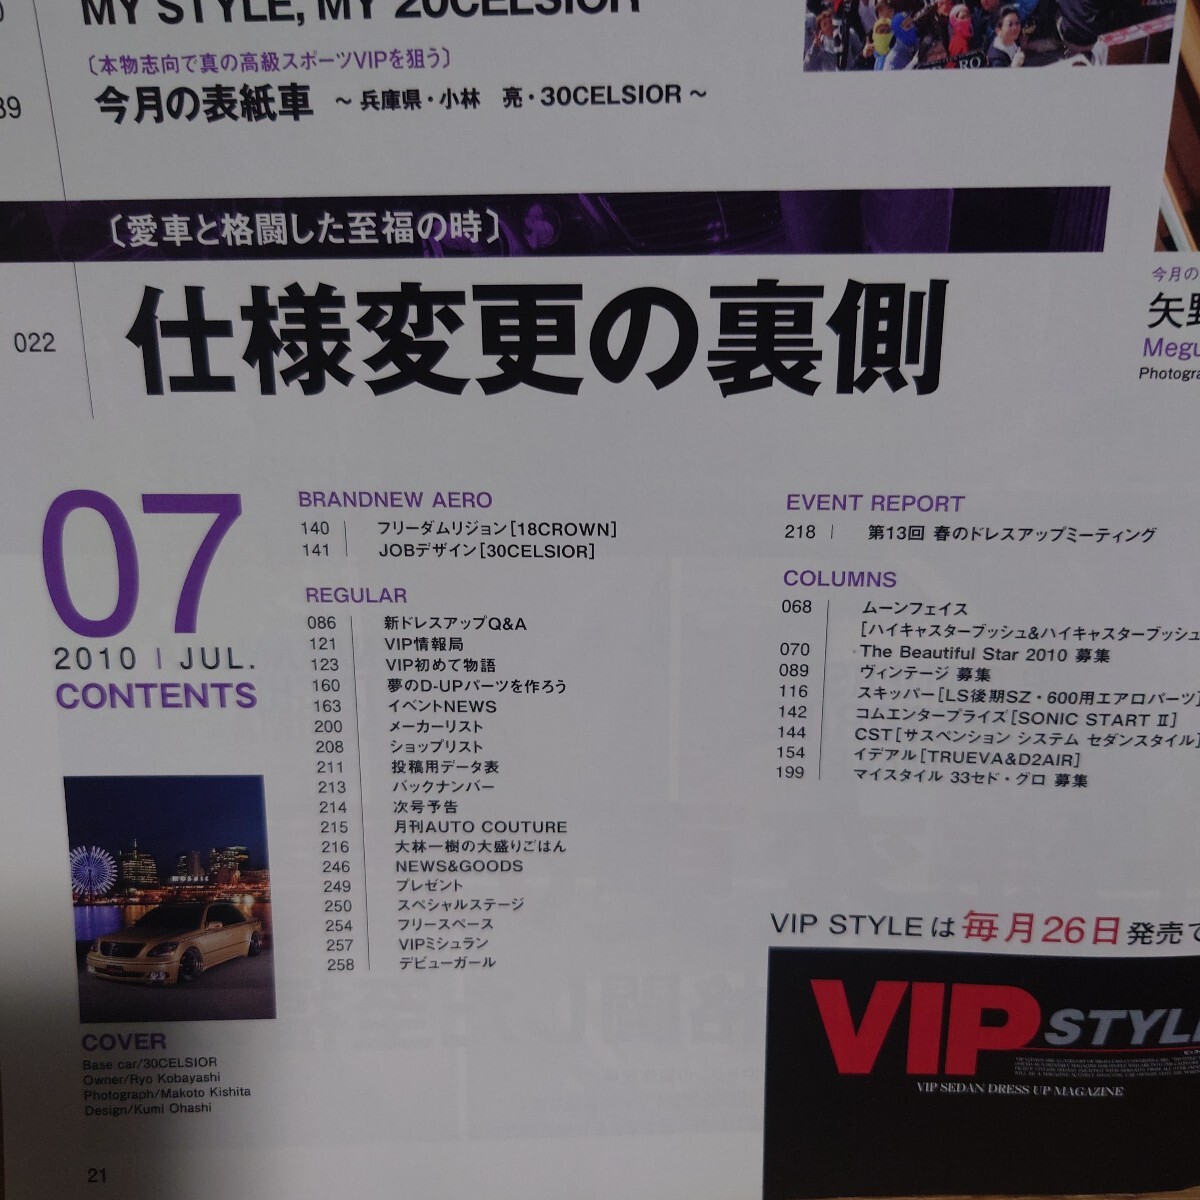 MY STYLE, MY 20CELSIOR
〔本物志向で真の高級スポーツVIPを狙う〕
今月の表紙車 ～ 兵庫県・小林　亮・30CELSIOR ～
〔愛車と格闘した至福の時〕
022
仕様変更の裏側
今月の
矢野
Photogra
07
2010 | JUL.
CONTENTS
BRANDNEW AERO
140 フリーダムリジョン[18CROWN]
141 JOBデザイン[30CELSIOR]
REGULAR
086 新ドレスアップQ&A
121 VIP情報局
123 VIP初めて物語
160 夢のD-UPパーツを作ろう
163 イベントNEWS
200 メーカーリスト
208 ショップリスト
211 投稿用データ表
213 バックナンバー
214 次号予告
215 月刊AUTO COUTURE
216 大林一樹の大盛りごはん
246 NEWS&GOODS
249 プレゼント
250 スペシャルステージ
254 フリースペース
257 VIPミシュラン
258 デビューガール
EVENT REPORT
218 第13回 春のドレスアップミーティング
COLUMNS
068 ムーンフェイス
[ハイキャスターブッシュ&ハイキャスターブッシュ
070 The Beautiful Star 2010 募集
089 ヴィンテージ 募集
116 スキッパー[LS後期SZ・600用エアロパーツ]
142 コムエンタープライズ[SONIC START Ⅱ]
144 CST[サスペンション システム セダンスタイル]
154 イデアル[TRUEVA&D2AIR]
199 マイスタイル 33セド・グロ 募集
COVER
Base car/30CELSIOR
Owner/Ryo Kobayashi
Photograph/Makoto Kishita
Design/Kumi Ohashi
VIP STYLEは毎月26日発売で
VIP STYLE
VIP SEDAN DRESS UP MAGAZINE
21